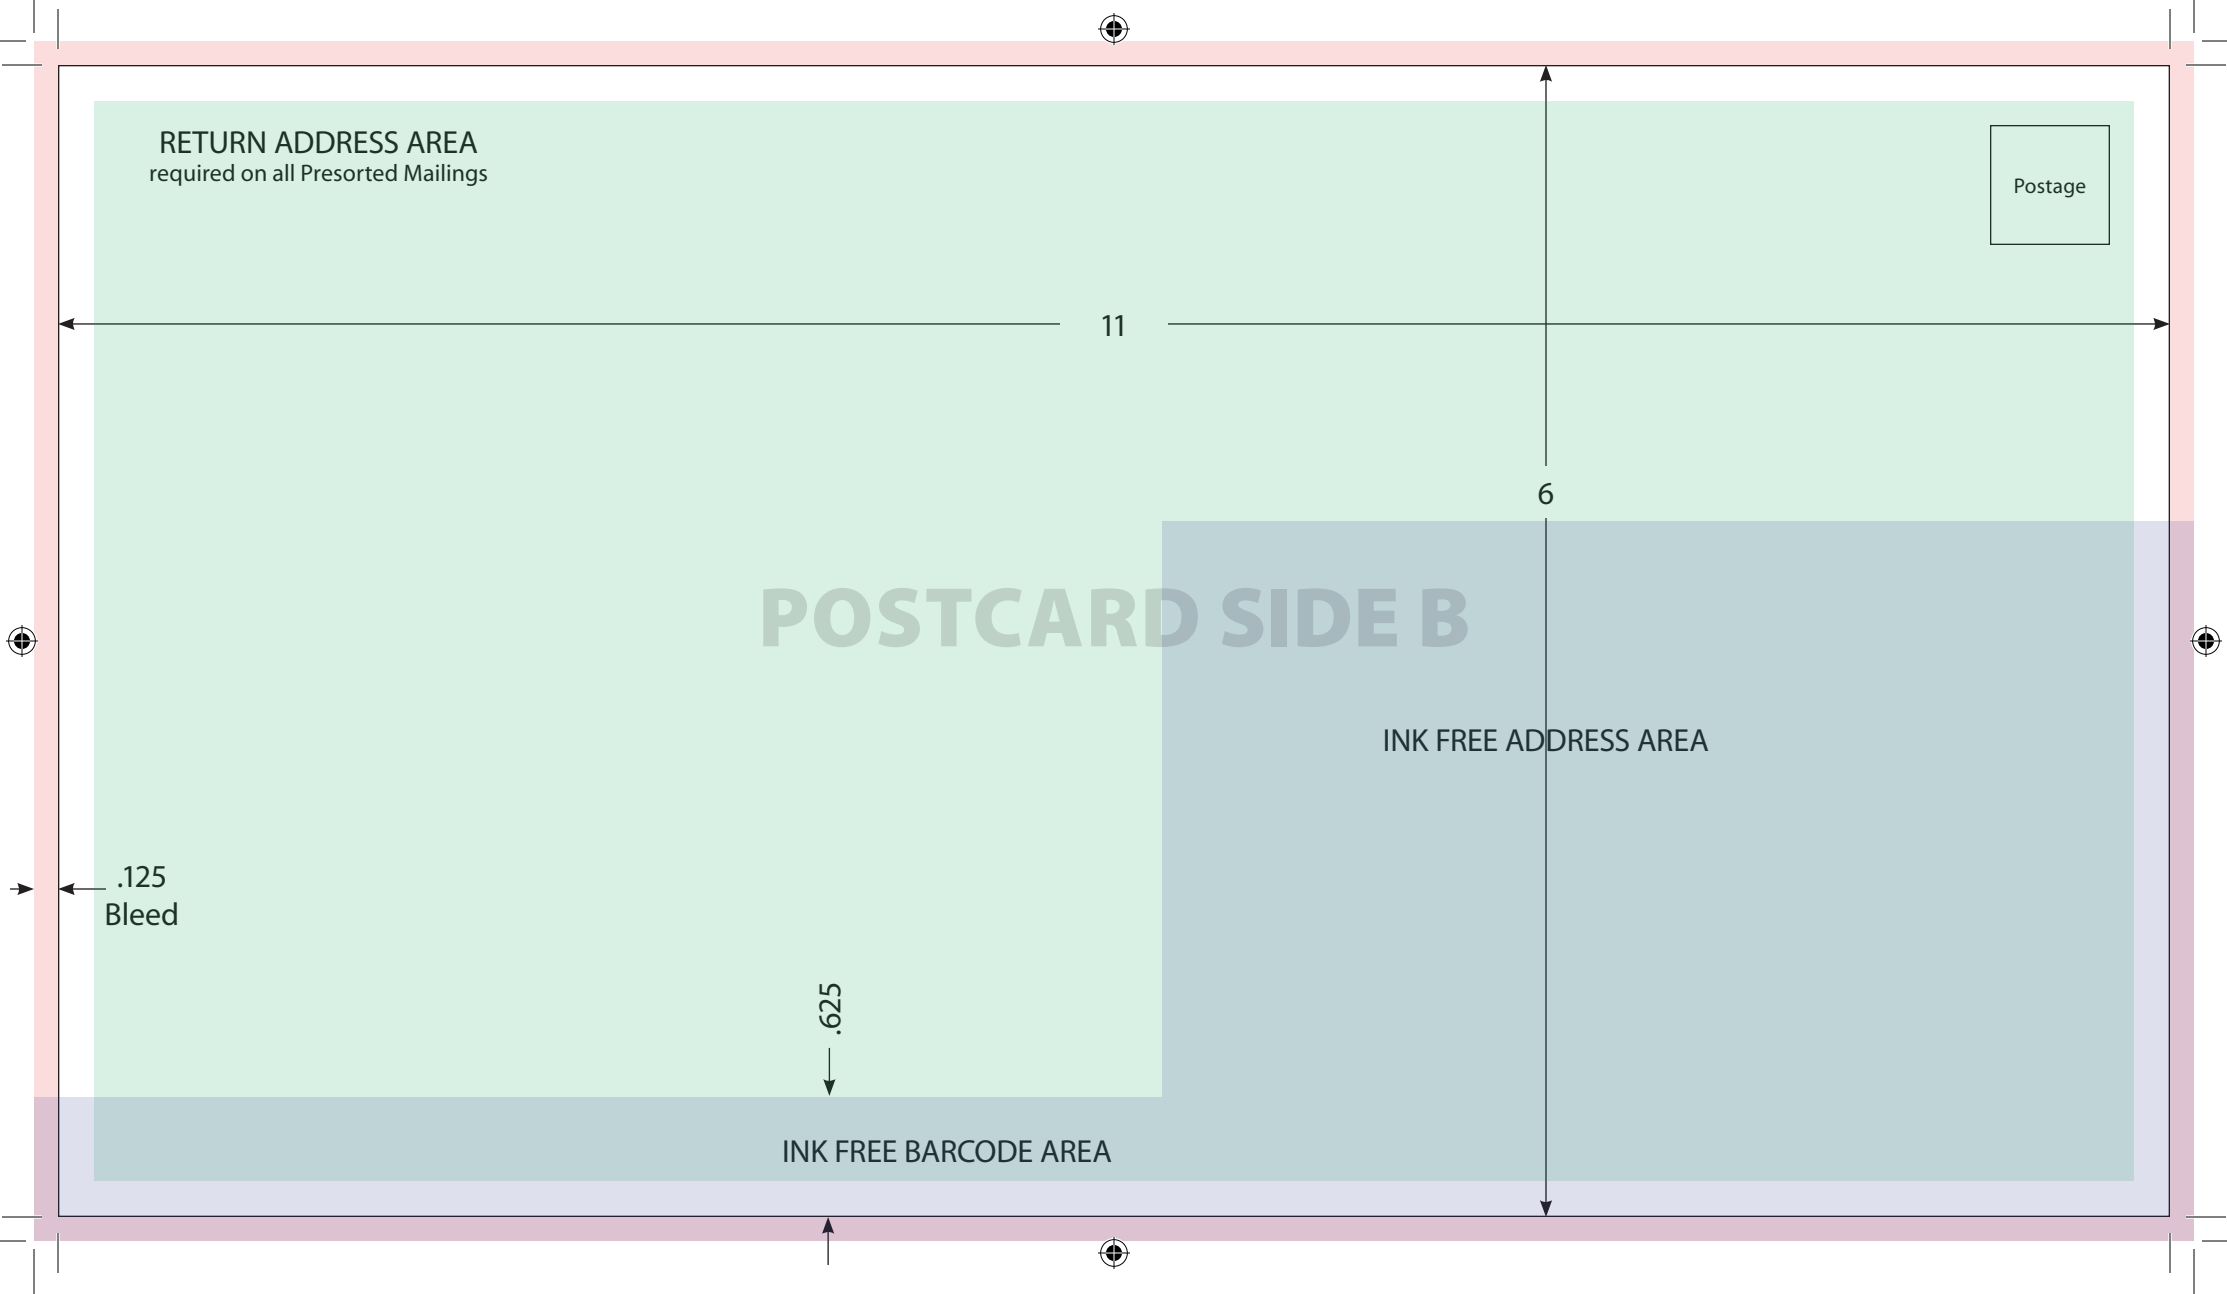 RETURN ADDRESS AREA
required on all Presorted Mailings
Postage
11
6
POSTCARD SIDE B
INK FREE ADDRESS AREA
.125
Bleed
.625
INK FREE BARCODE AREA